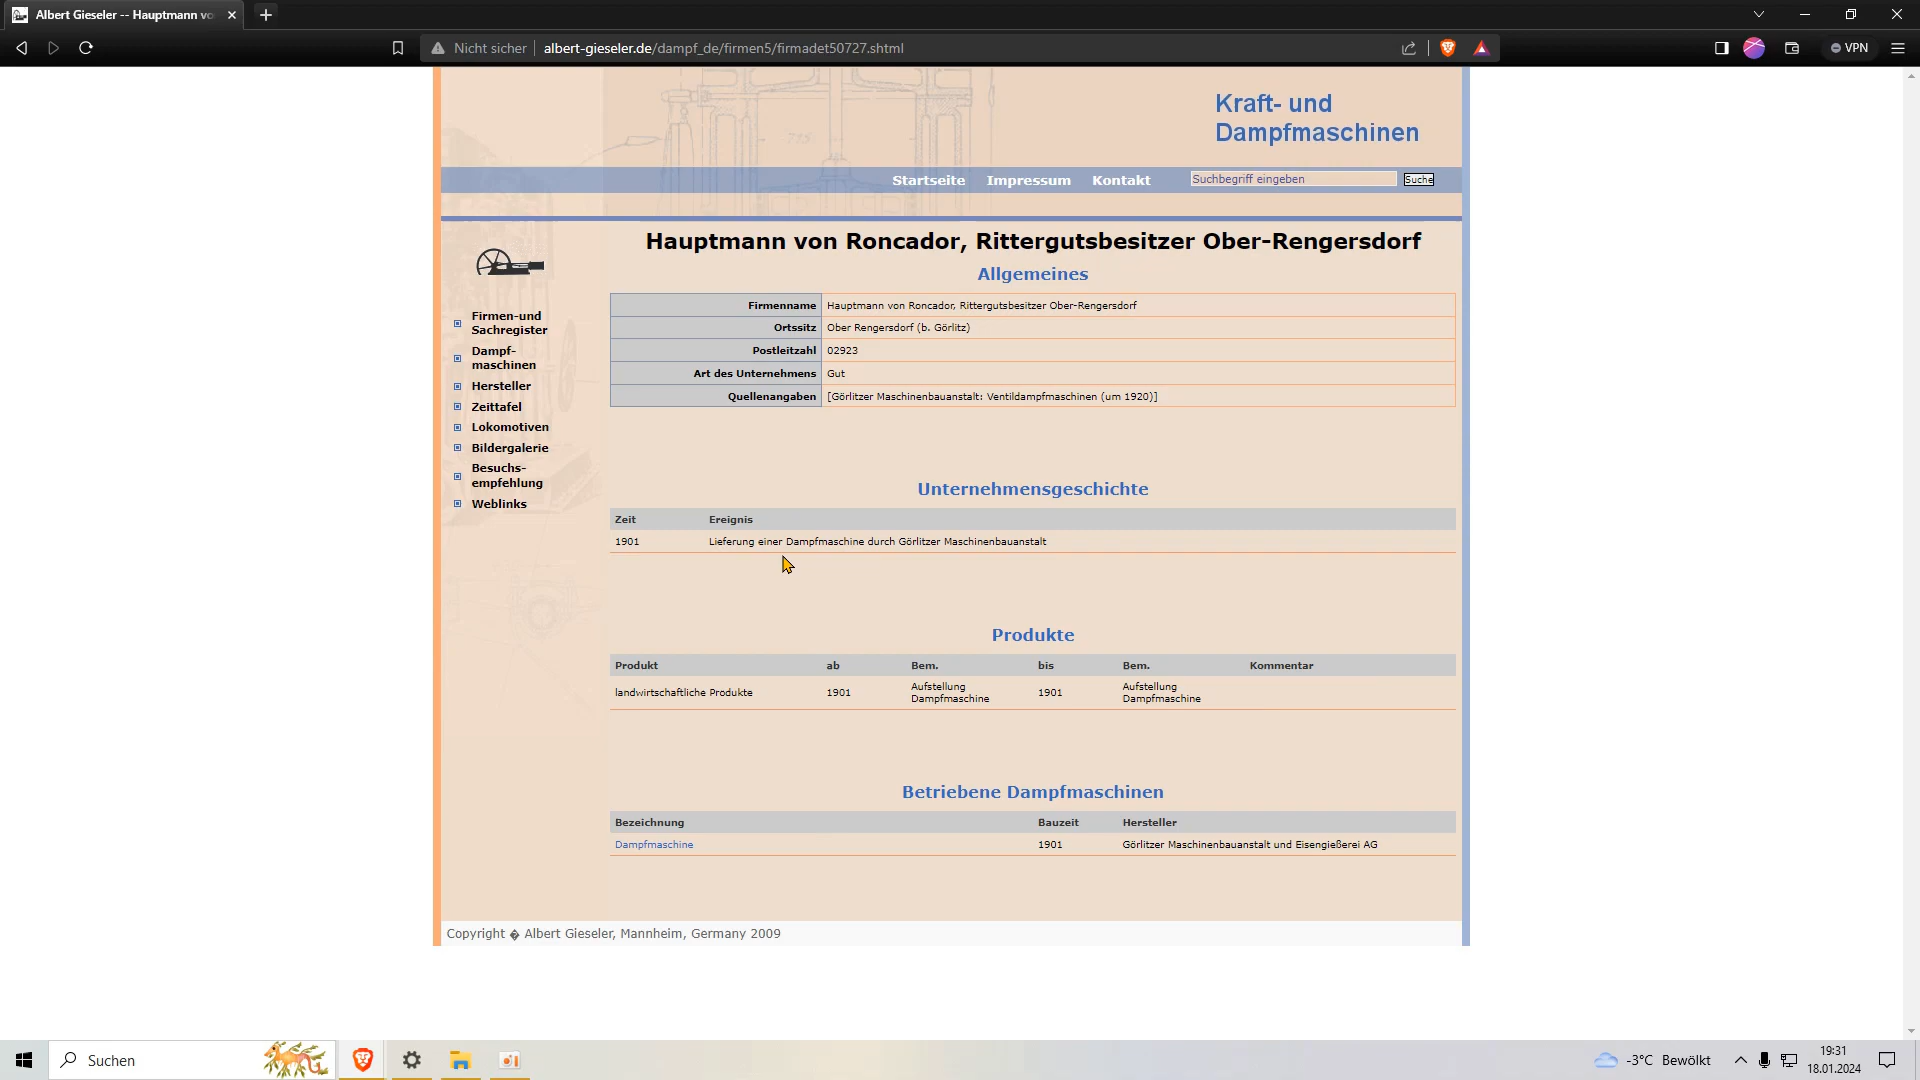 Albert Gieseler -- Hauptmann vo
Nicht sicher
albert-gieseler.de/dampf_de/firmen5/firmadet50727.shtml
VPN
775
Kraft- und
Dampfmaschinen
Startseite Impressum Kontakt Suchbegriff eingeben Suche
Hauptmann von Roncador, Rittergutsbesitzer Ober-Rengersdorf
Allgemeines
Firmenname Hauptmann von Roncador, Rittergutsbesitzer Ober-Rengersdorf
Ortssitz Ober Rengersdorf (b. Görlitz)
Postleitzahl 02923
Art des Unternehmens Gut
Quellenangaben [Görlitzer Maschinenbauanstalt: Ventildampfmaschinen (um 1920)]
Firmen-und
Sachregister
Dampf-
maschinen
Hersteller
Zeittafel
Lokomotiven
Bildergalerie
Besuchs-
empfehlung
Weblinks
Unternehmensgeschichte
Zeit Ereignis
1901 Lieferung einer Dampfmaschine durch Görlitzer Maschinenbauanstalt
Produkte
Produkt ab Bem. bis Bem. Kommentar
landwirtschaftliche Produkte 1901 Aufstellung Dampfmaschine 1901 Aufstellung Dampfmaschine
Betriebene Dampfmaschinen
Bezeichnung Bauzeit Hersteller
Dampfmaschine 1901 Görlitzer Maschinenbauanstalt und Eisengießerei AG
Copyright � Albert Gieseler, Mannheim, Germany 2009
Suchen
-3°C Bewölkt
19:31
18.01.2024